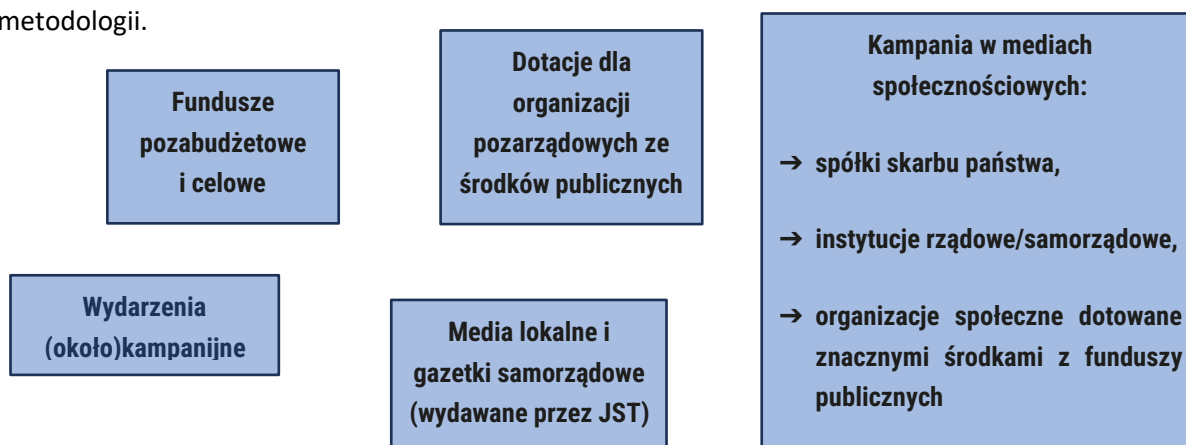 metodologii.
Fundusze
pozabudżetowe
i celowe
Dotacje dla
organizacji
pozarządowych ze
środków publicznych
Kampania w mediach
społecznościowych:
➔ spółki skarbu państwa,
➔ instytucje rządowe/samorządowe,
➔ organizacje społeczne dotowane
znacznymi środkami z funduszy
publicznych
Wydarzenia
(około)kampanijne
Media lokalne i
gazetki samorządowe
(wydawane przez JST)